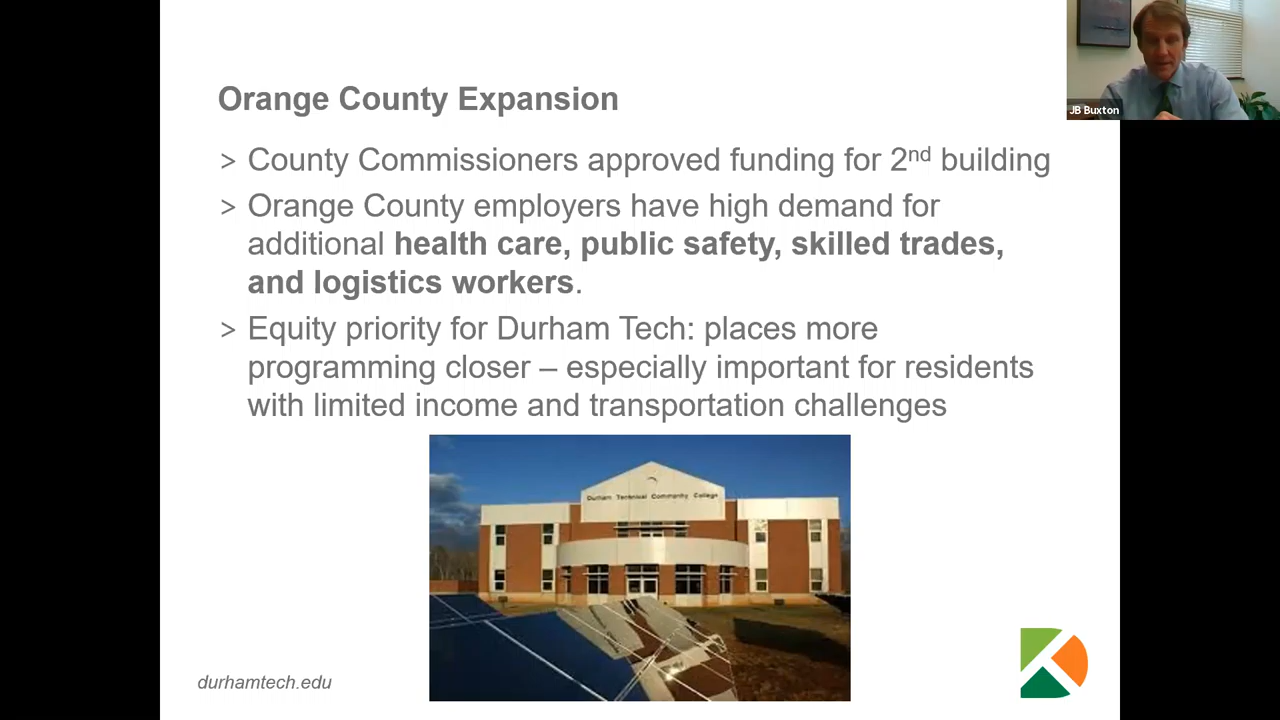 JB Buxton
Orange County Expansion
> County Commissioners approved funding for 2nd building
> Orange County employers have high demand for
additional health care, public safety, skilled trades,
and logistics workers.
> Equity priority for Durham Tech: places more
programming closer – especially important for residents
with limited income and transportation challenges
Durham Technical Community College
durhamtech.edu